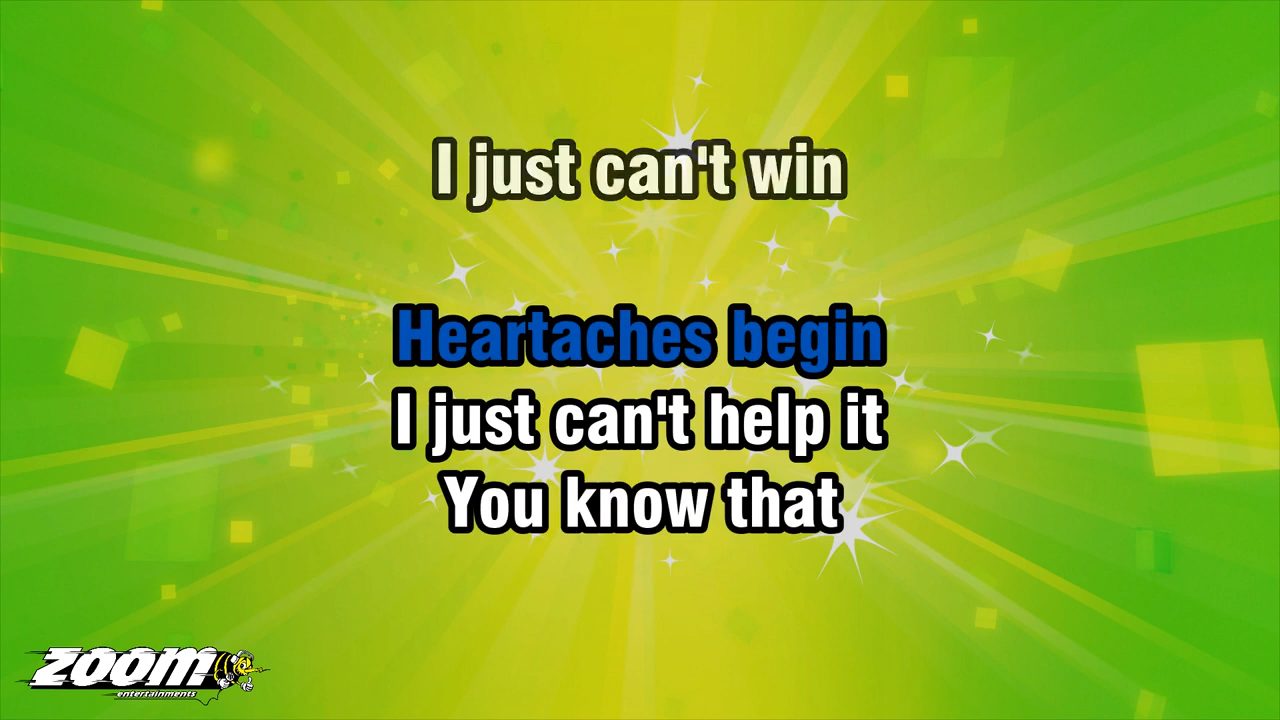 I just can't win
Heartaches begin
I just can't help it
You know that
ZOOM
entertainments